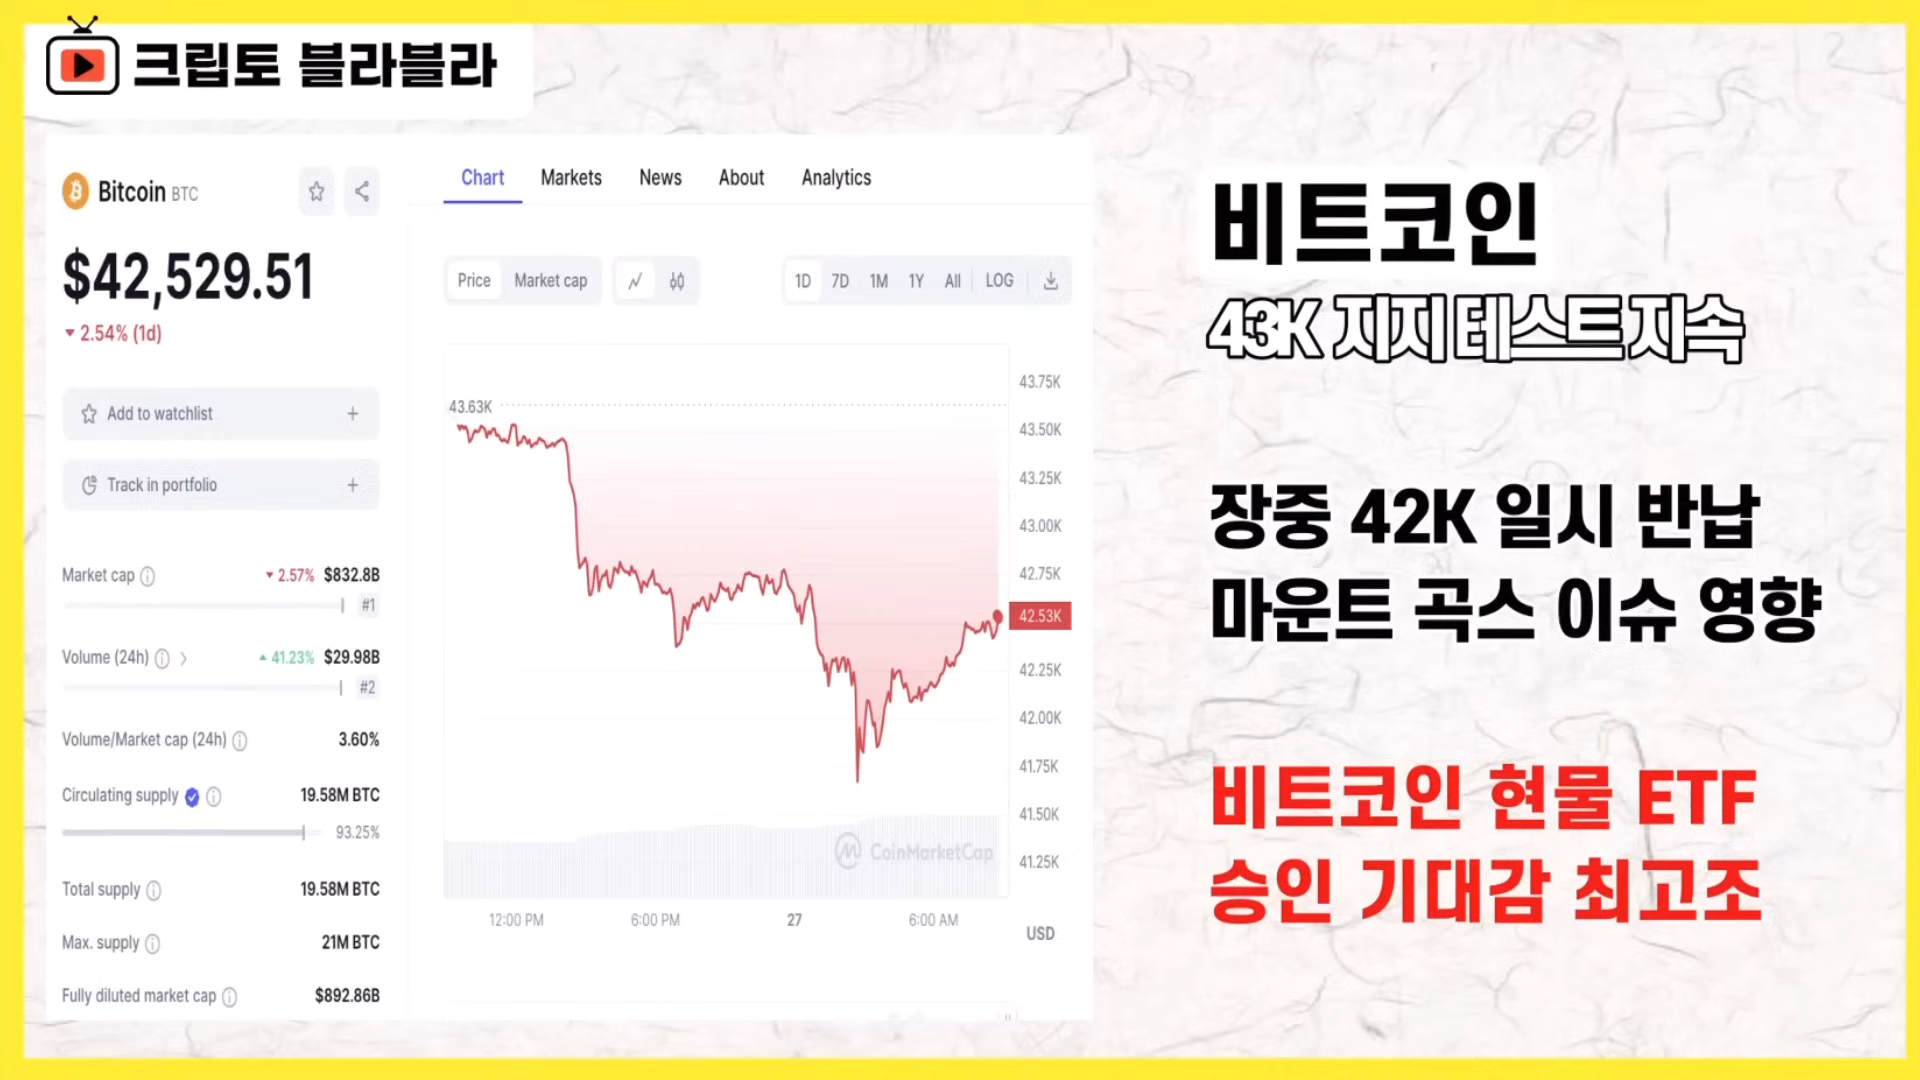 크립토 블라블라
Bitcoin BTC
$42,529.51
2.54% (1d)
Add to watchlist
Track in portfolio
Market cap 2.57% $832.8B
#1
Volume (24h) 41.23% $29.98B
#2
Volume/Market cap (24h) 3.60%
Circulating supply 19.58M BTC
93.25%
Total supply 19.58M BTC
Max. supply 21M BTC
Fully diluted market cap $892.86B
Chart Markets News About Analytics
Price Market cap 1D 7D 1M 1Y All LOG
43.63K
43.75K
43.50K
43.25K
43.00K
42.75K
42.53K
42.25K
42.00K
41.75K
41.50K
41.25K
CoinMarketCap
12:00 PM 6:00 PM 27 6:00 AM
USD
비트코인
43K 지지 테스트 지속
장중 42K 일시 반납
마운트 곡스 이슈 영향
비트코인 현물 ETF
승인 기대감 최고조